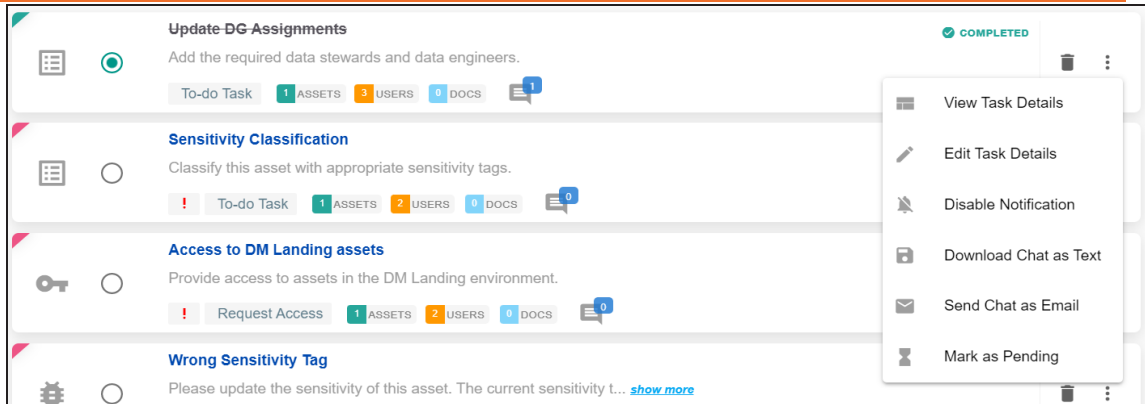 Update DG Assignments
COMPLETED
Add the required data stewards and data engineers.
To-do Task 1 ASSETS 3 USERS 0 DOCS 1
View Task Details
Sensitivity Classification
Edit Task Details
Classify this asset with appropriate sensitivity tags.
! To-do Task 1 ASSETS 2 USERS 0 DOCS 0
Disable Notification
Access to DM Landing assets
Download Chat as Text
Provide access to assets in the DM Landing environment.
! Request Access 1 ASSETS 2 USERS 0 DOCS 0
Send Chat as Email
Wrong Sensitivity Tag
Mark as Pending
Please update the sensitivity of this asset. The current sensitivity t... show more